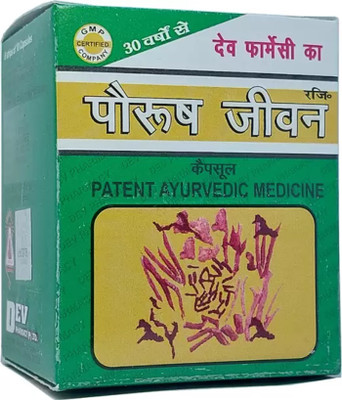 GMP
CERTIFIED
COMPANY
30 वर्षों से
देव फार्मेसी का
रजि०
पौरूष जीवन
कैपसूल
PATENT AYURVEDIC MEDICINE
DEV